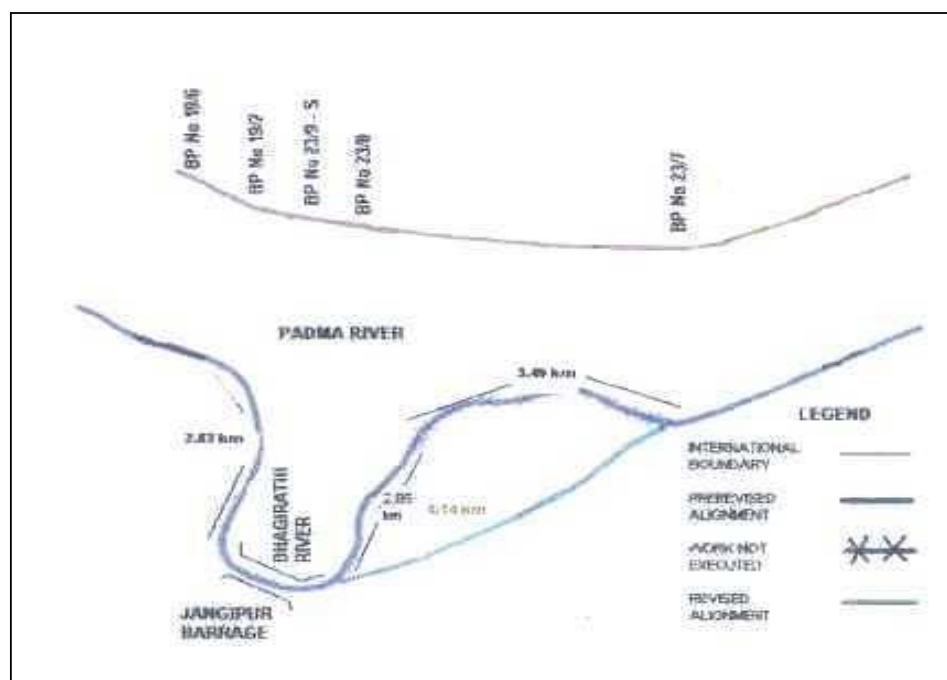 BP No 19/6
BP No 19/7
BP No 23/9 - S
BP No 23/8
BP No 23/7
PADMA RIVER
3.49 km
2.83 km
BHAGIRATHI
RIVER
2.05
km
JANGIPUR
BARRAGE
LEGEND
INTERNATIONAL
BOUNDARY
PREREVISED
ALIGNMENT
WORK NOT
EXECUTED
REVISED
ALIGNMENT